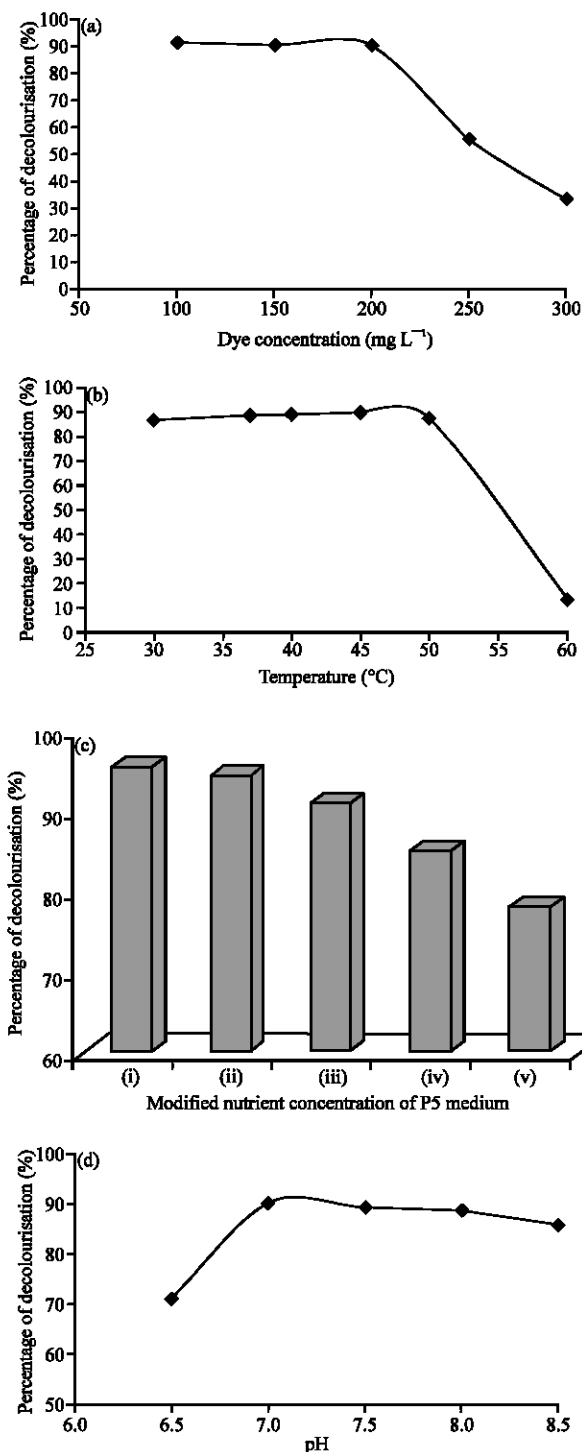 (a)
Percentage of decolourisation (%)
100
90
80
70
60
50
40
30
20
10
0
50 100 150 200 250 300
Dye concentration (mg L⁻¹)
(b)
Percentage of decolourisation (%)
100
90
80
70
60
50
40
30
20
10
0
25 30 35 40 45 50 55 60
Temperature (°C)
(c)
Percentage of decolourisation (%)
100
90
80
70
60
(i) (ii) (iii) (iv) (v)
Modified nutrient concentration of P5 medium
(d)
Percentage of decolourisation (%)
100
90
80
70
60
50
6.0 6.5 7.0 7.5 8.0 8.5
pH